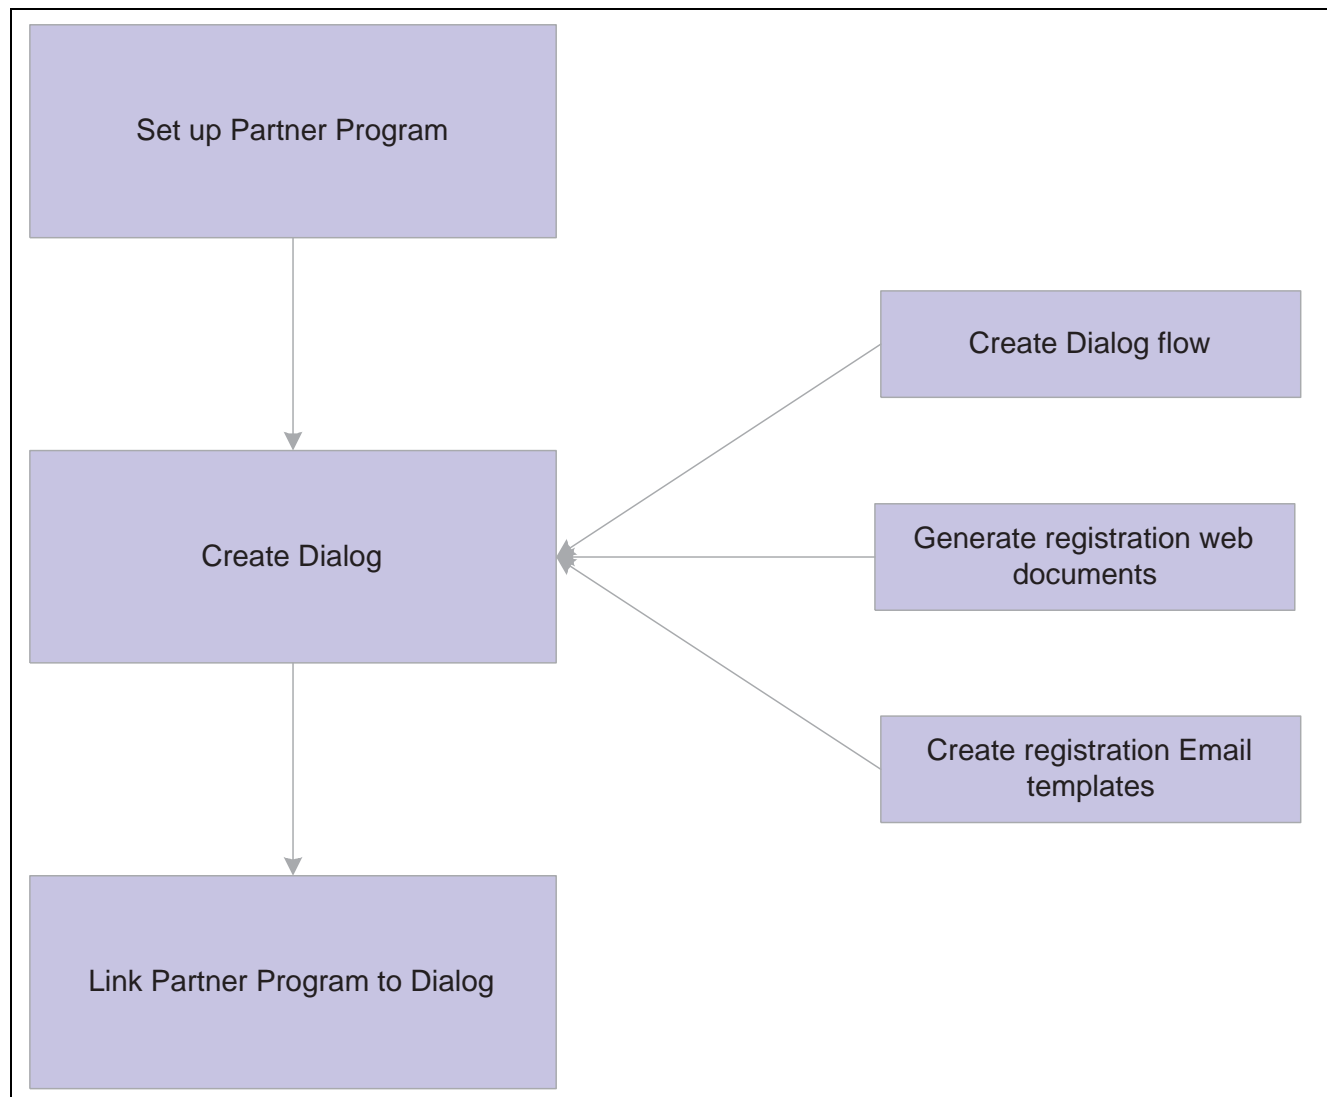 Set up Partner Program
Create Dialog flow
Create Dialog
Generate registration web
documents
Create registration Email
templates
Link Partner Program to Dialog